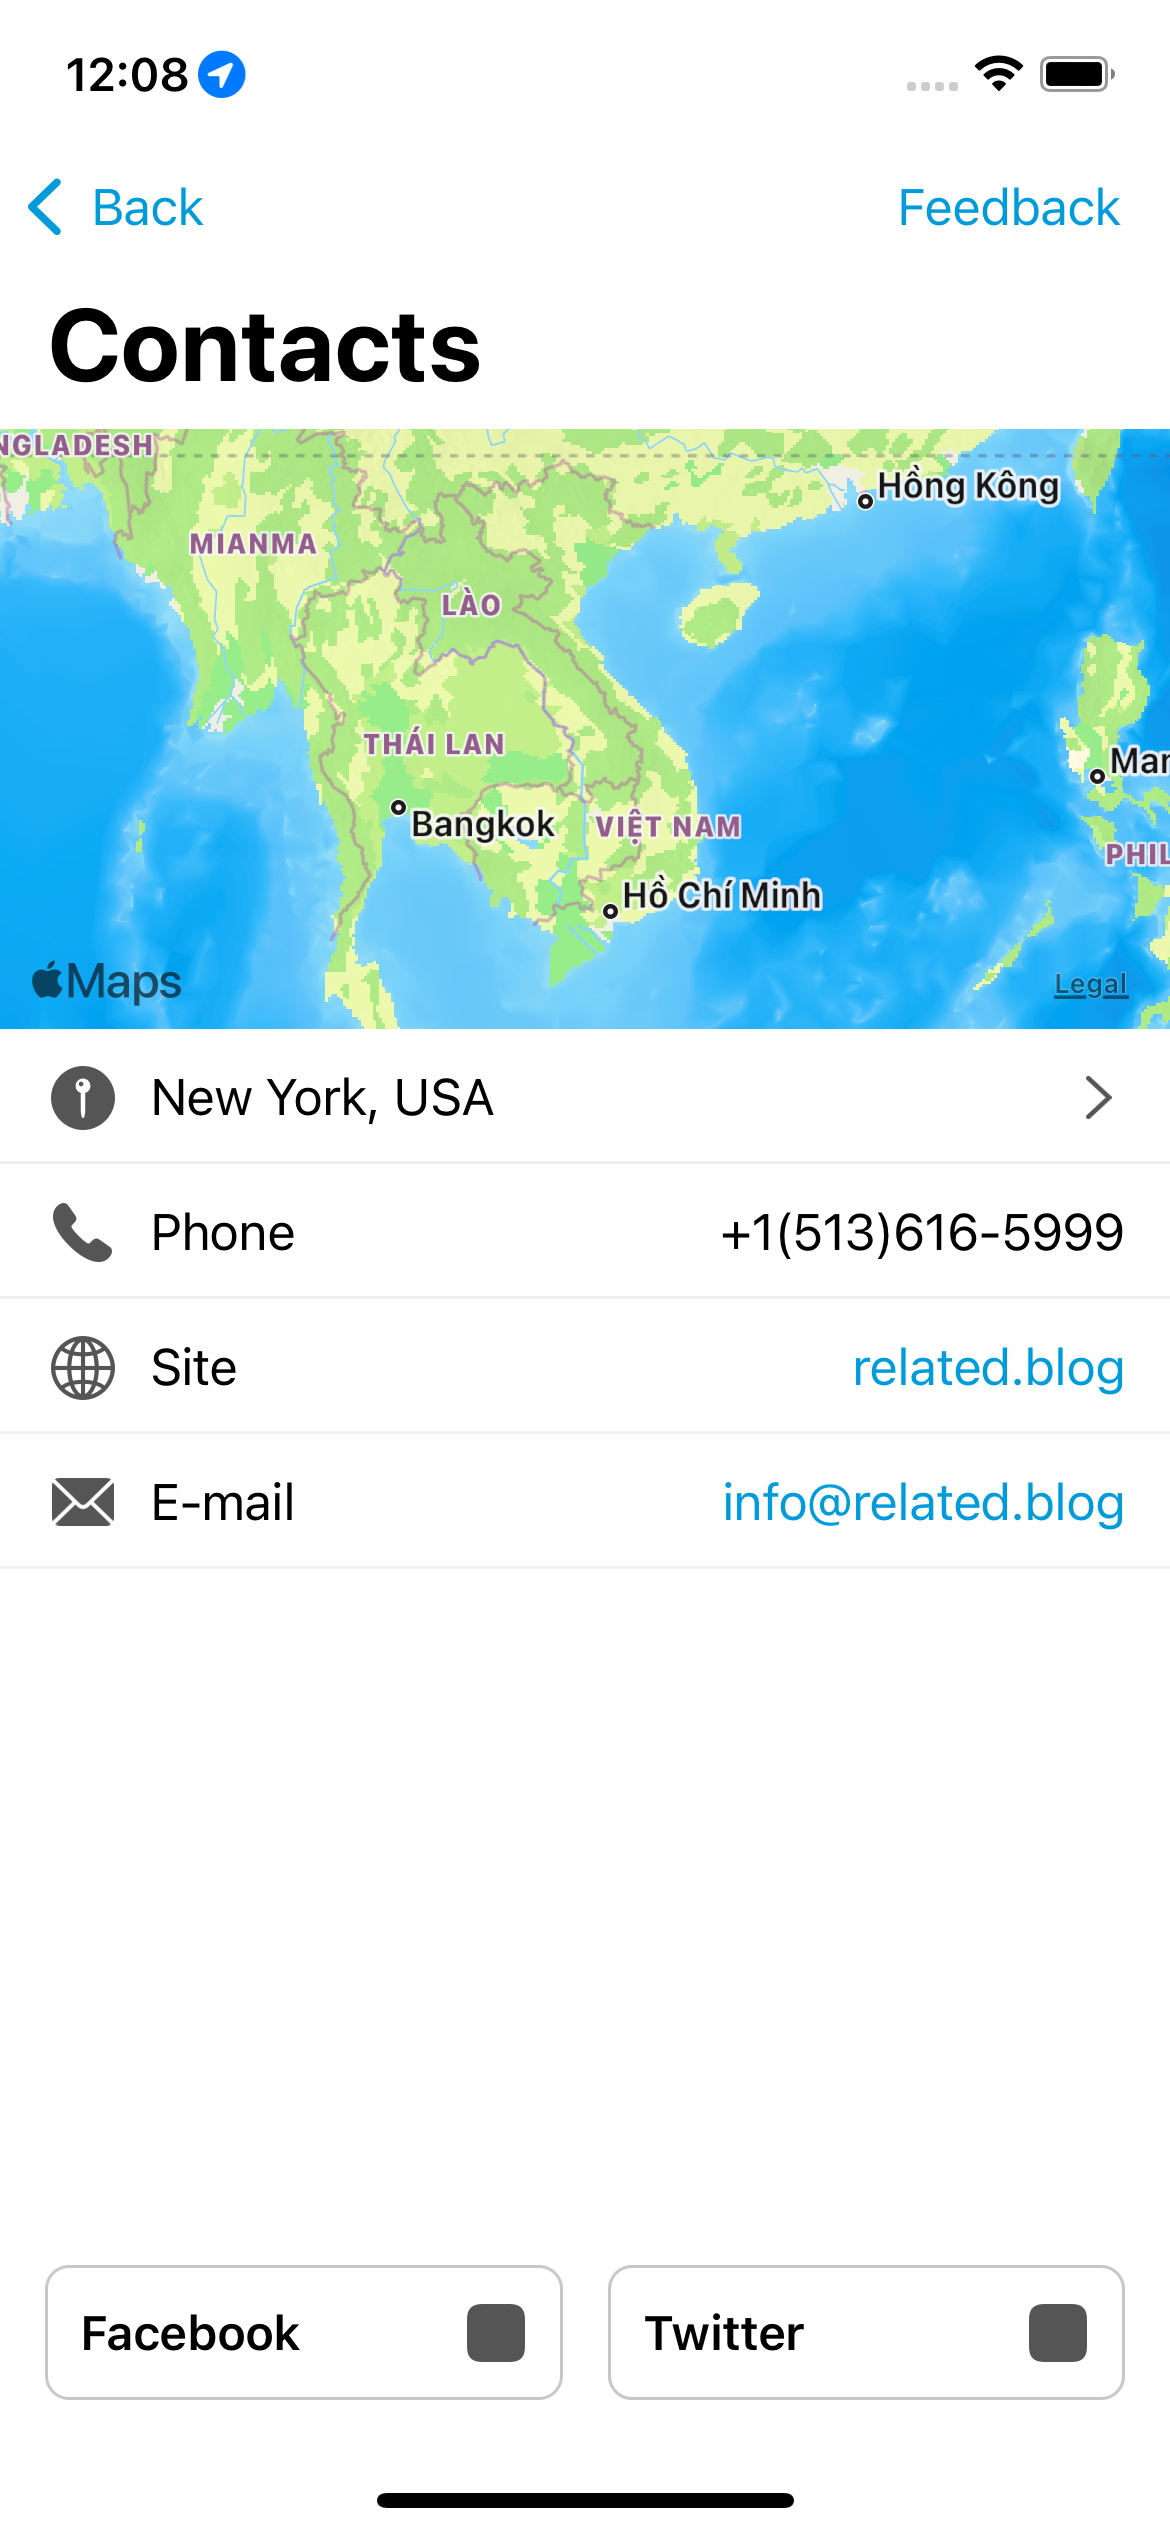 12:08
Back
Feedback
Contacts
NGLADESH
Hồng Kông
MIANMA
LÀO
THÁI LAN
Man
Bangkok
VIỆT NAM
PHIL
Hồ Chí Minh
Maps
Legal
New York, USA
Phone
+1(513)616-5999
Site
related.blog
E-mail
info@related.blog
Facebook
Twitter